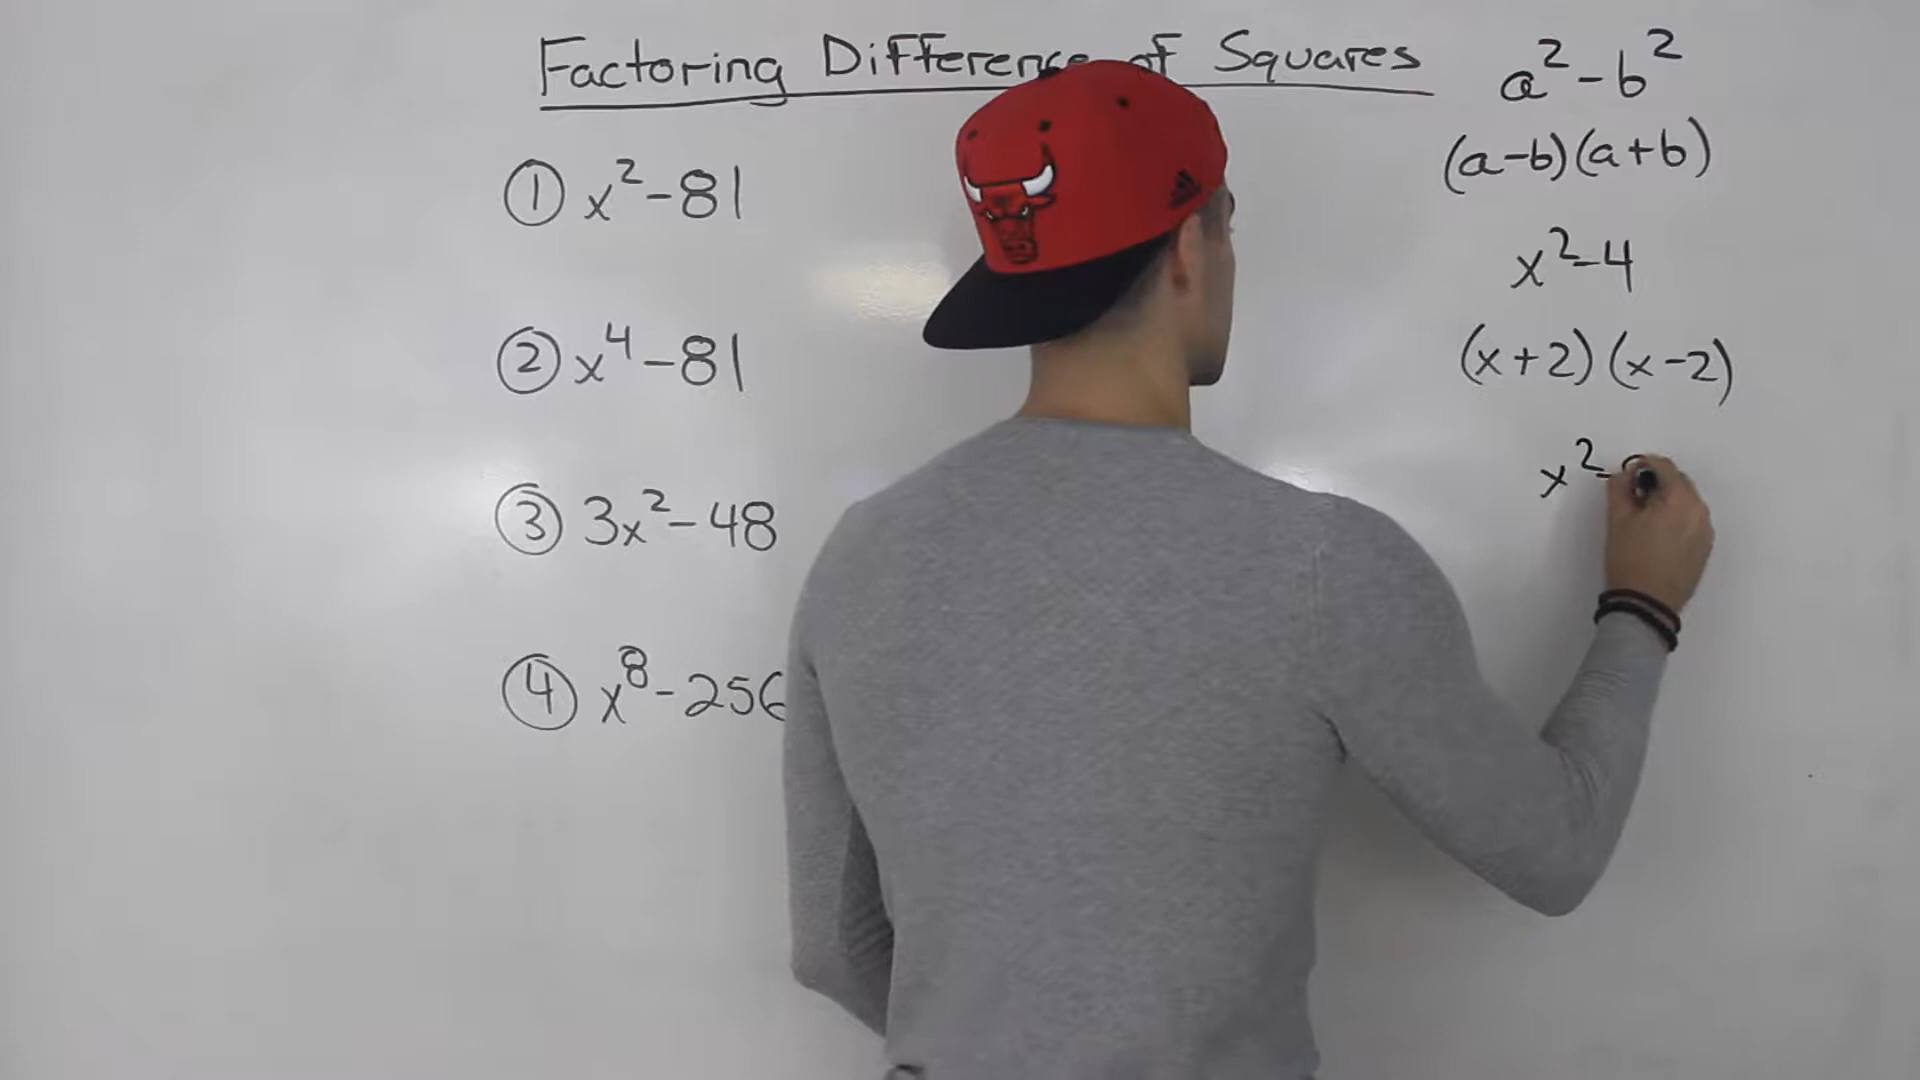 Factoring Difference of Squares
① x²-81
② x⁴-81
③ 3x²-48
④ x⁸-256
a²-b²
(a-b)(a+b)
x²-4
(x+2)(x-2)
x²-